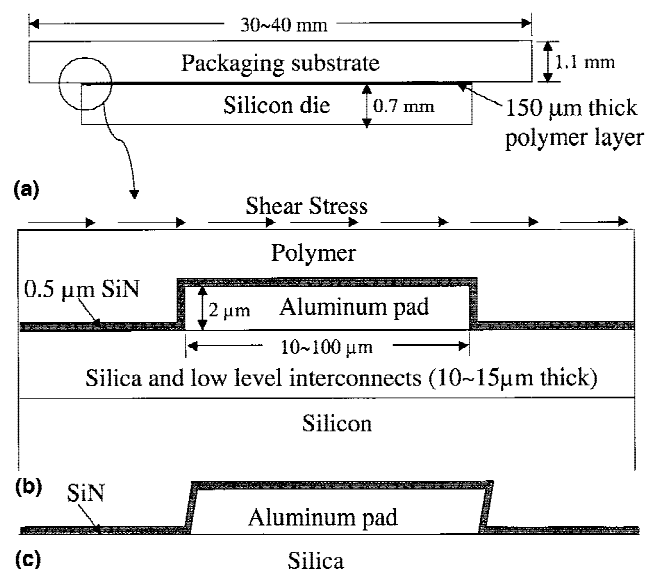 30~40 mm
Packaging substrate
1.1 mm
Silicon die
0.7 mm
150 μm thick
polymer layer
(a)
Shear Stress
Polymer
0.5 μm SiN
2 μm
Aluminum pad
10~100 μm
Silica and low level interconnects (10~15μm thick)
Silicon
(b)
SiN
Aluminum pad
(c)
Silica